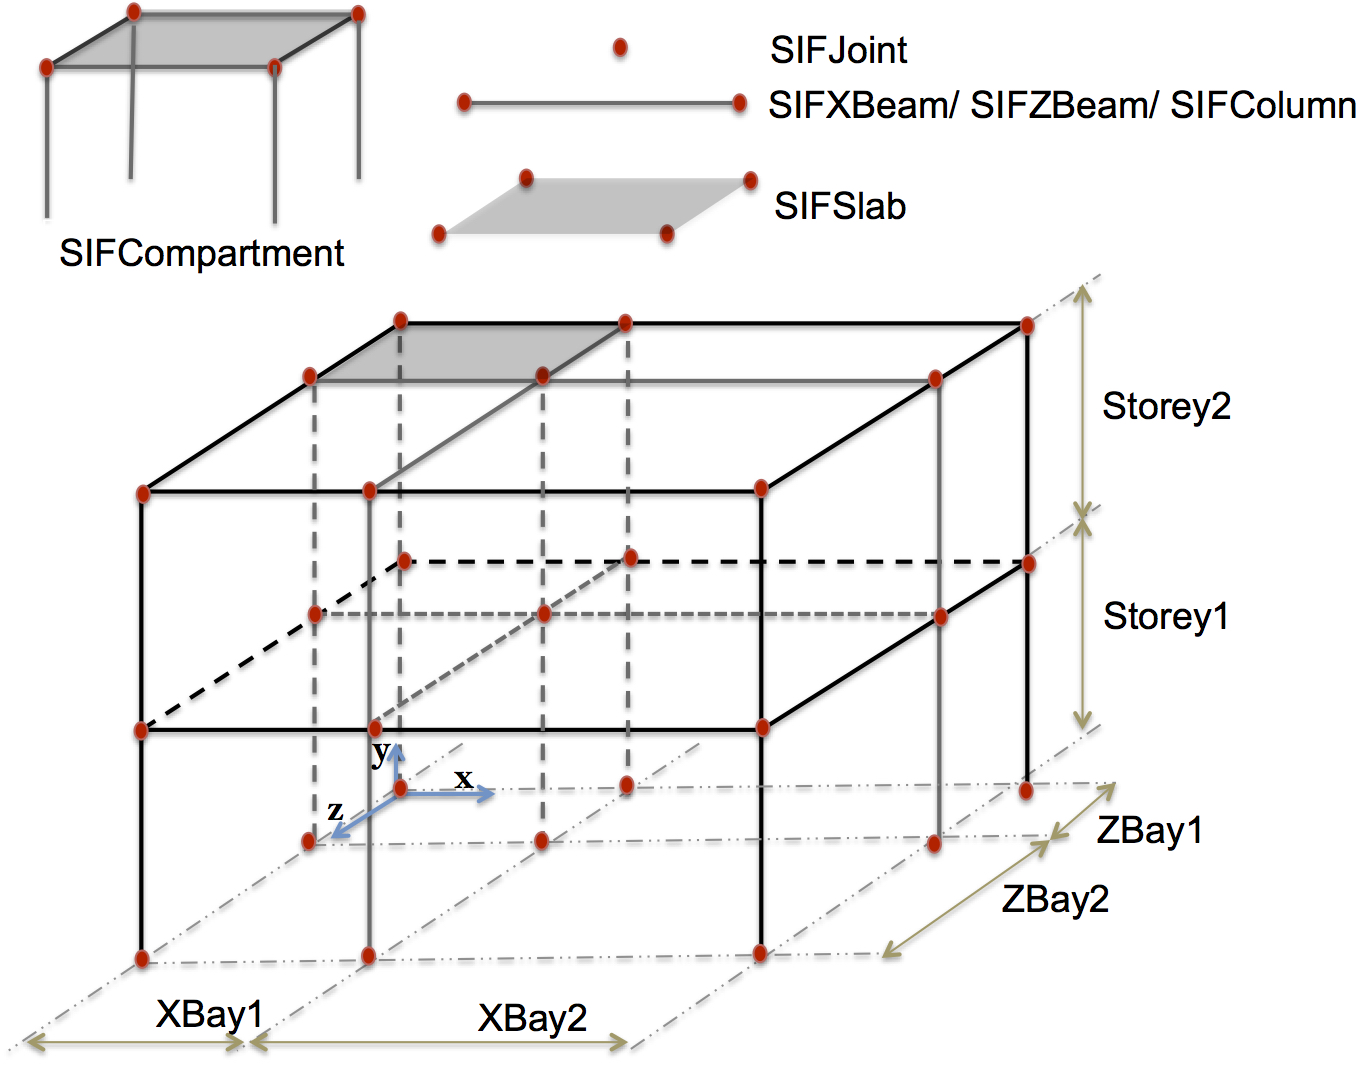 SIFJoint
SIFXBeam/ SIFZBeam/ SIFColumn
SIFSlab
SIFCompartment
Storey2
Storey1
y
x
z
ZBay1
ZBay2
XBay1
XBay2